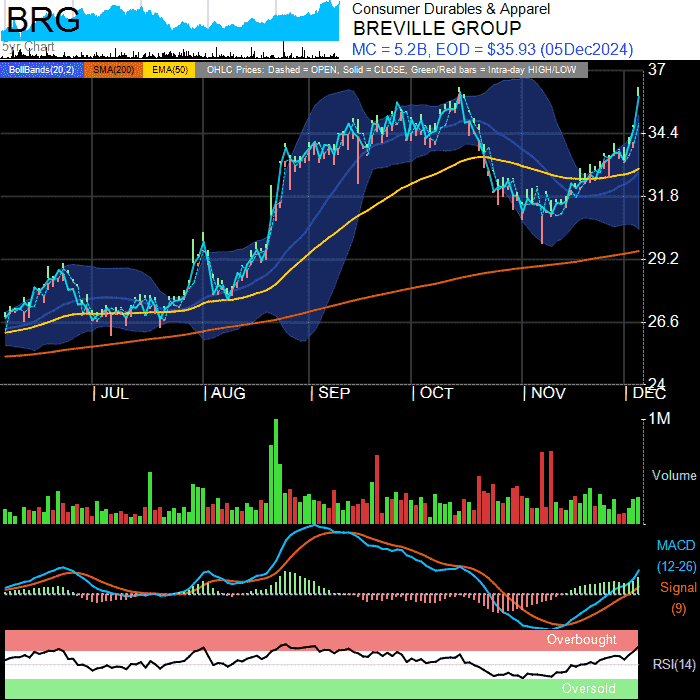 BRG
5yr Chart
Consumer Durables & Apparel
BREVILLE GROUP
MC = 5.2B, EOD = $35.93 (05Dec2024)
BollBands(20,2) SMA(200) EMA(50) OHLC Prices: Dashed = OPEN, Solid = CLOSE, Green/Red bars = Intra-day HIGH/LOW
37
34.4
31.8
29.2
26.6
24
| JUL | AUG | SEP | OCT | NOV | DEC
1M
Volume
MACD
(12-26)
Signal
(9)
Overbought
RSI(14)
Oversold